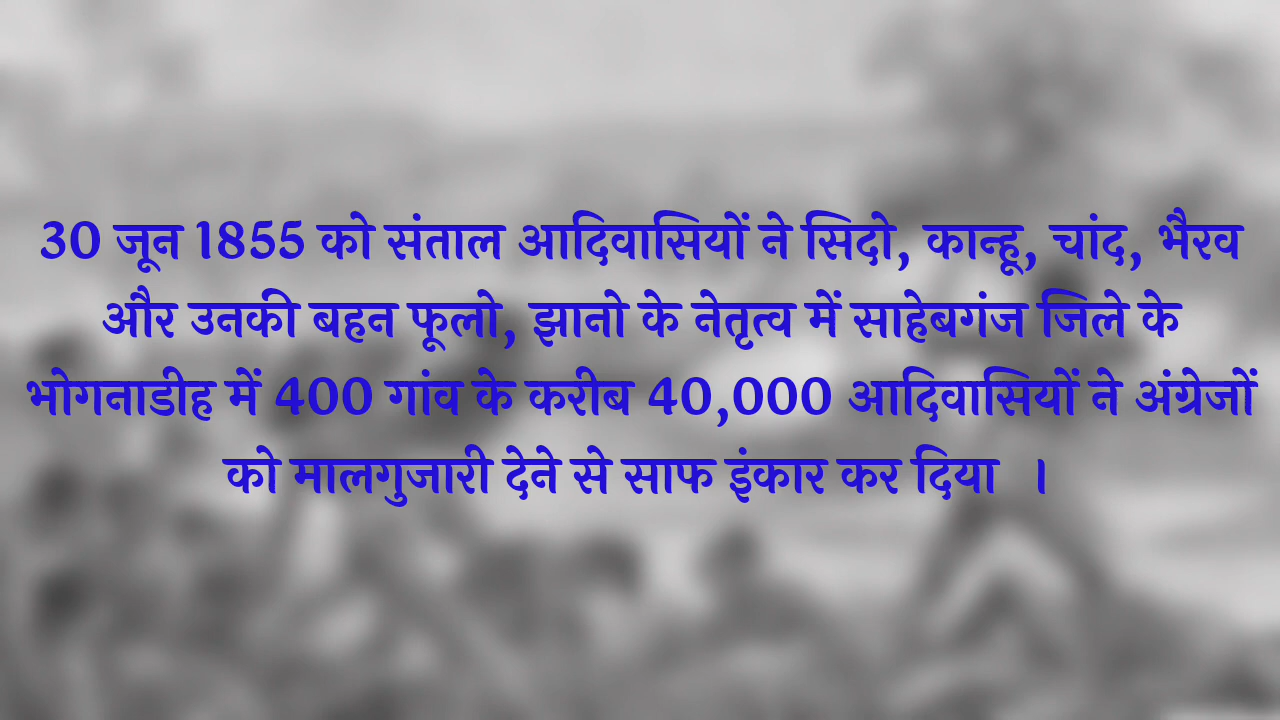 30 जून 1855 को संताल आदिवासियों ने सिदो, कान्हू, चांद, भैरव
और उनकी बहन फूलो, झानो के नेतृत्व में साहेबगंज जिले के
भोगनाडीह में 400 गांव के करीब 40,000 आदिवासियों ने अंग्रेजों
को मालगुजारी देने से साफ इंकार कर दिया ।